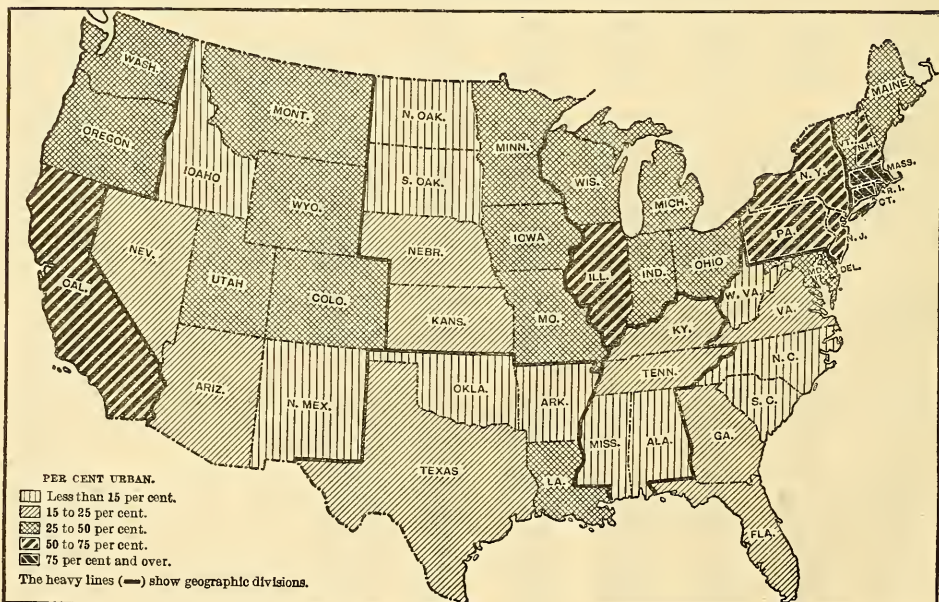 WASH.
MONT.
N. DAK.
MINN.
MAINE
OREGON
IDAHO
S. DAK.
WIS.
MICH.
VT.
N.H.
MASS.
N. Y.
R. I.
CT.
WYO.
IOWA
PA.
N. J.
NEV.
NEBR.
ILL.
IND.
OHIO
MD.
DEL.
CAL.
UTAH
COLO.
KANS.
MO.
W. VA.
VA.
KY.
ARIZ.
N. MEX.
OKLA.
ARK.
TENN.
N. C.
S. C.
MISS.
ALA.
GA.
TEXAS
LA.
FLA.
PER CENT URBAN.
Less than 15 per cent.
15 to 25 per cent.
25 to 50 per cent.
50 to 75 per cent.
75 per cent and over.
The heavy lines (▬) show geographic divisions.